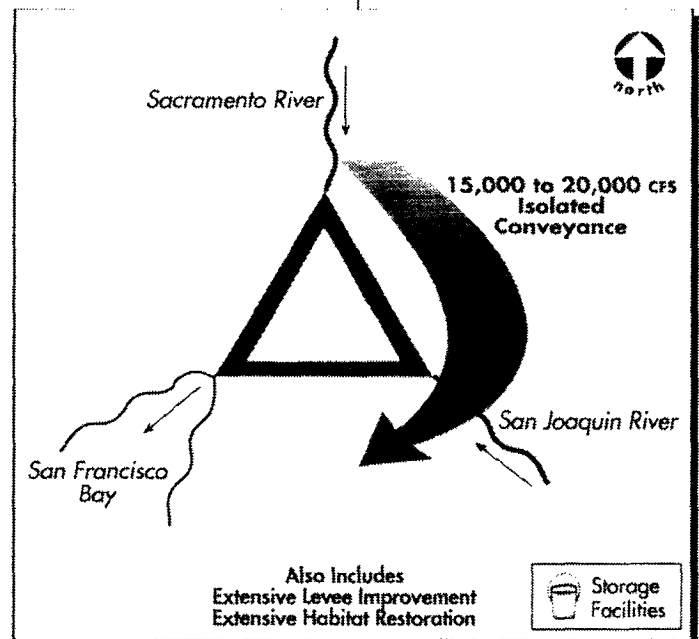 north
Sacramento River
15,000 to 20,000 CFS
Isolated
Conveyance
San Joaquin River
San Francisco
Bay
Also Includes
Extensive Levee Improvement
Extensive Habitat Restoration
Storage
Facilities